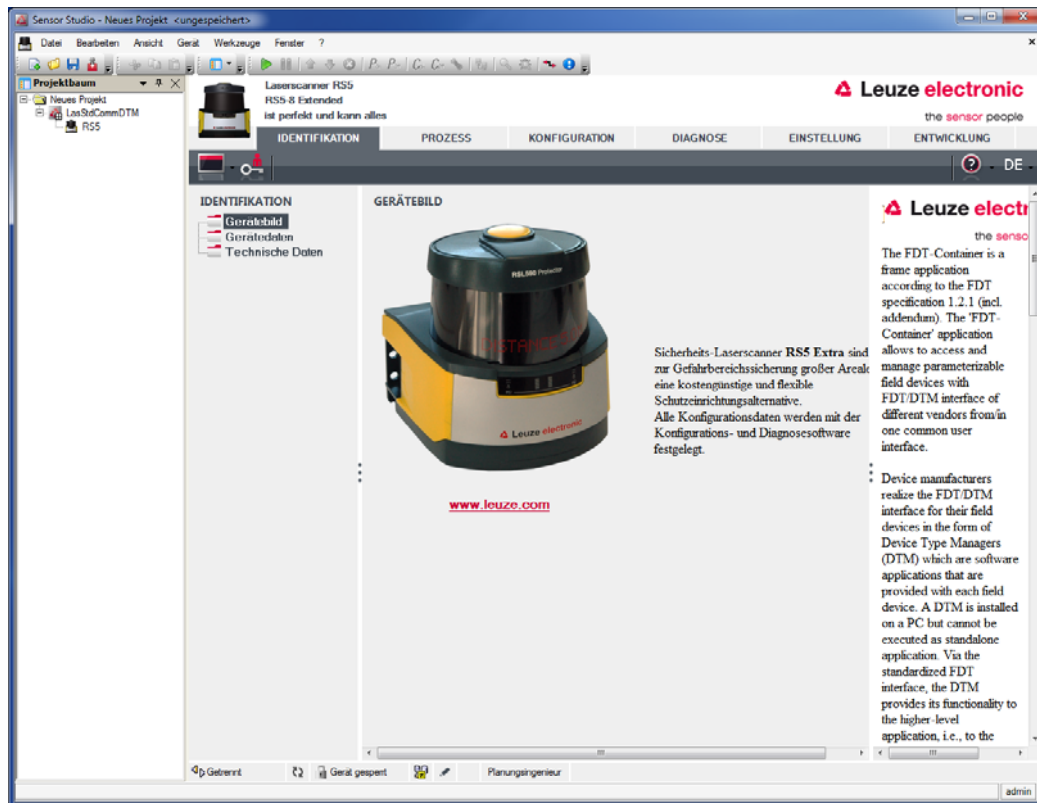 Sensor Studio - Neues Projekt <ungespeichert>
Datei Bearbeiten Ansicht Gerät Werkzeuge Fenster ?
Projektbaum
Neues Projekt
LasStdCommDTM
RS5
Laserscanner RS5
RS5-8 Extended
ist perfekt und kann alles
Leuze electronic
the sensor people
IDENTIFIKATION PROZESS KONFIGURATION DIAGNOSE EINSTELLUNG ENTWICKLUNG
DE
IDENTIFIKATION
Gerätebild
Gerätedaten
Technische Daten
GERÄTEBILD
DISTANCE
Leuze electronic
www.leuze.com
Sicherheits-Laserscanner RS5 Extra sind
zur Gefahrbereichssicherung großer Areale
eine kostengünstige und flexible
Schutzeinrichtungsalternative.
Alle Konfigurationsdaten werden mit der
Konfigurations- und Diagnosesoftware
festgelegt.
Leuze electr
the senso
The FDT-Container is a
frame application
according to the FDT
specification 1.2.1 (incl.
addendum). The 'FDT-
Container' application
allows to access and
manage parameterizable
field devices with
FDT/DTM interface of
different vendors from/in
one common user
interface.
Device manufacturers
realize the FDT/DTM
interface for their field
devices in the form of
Device Type Managers
(DTM) which are software
applications that are
provided with each field
device. A DTM is installed
on a PC but cannot be
executed as standalone
application. Via the
standardized FDT
interface, the DTM
provides its functionality to
the higher-level
application, i.e., to the
Getrennt Gerät gesperrt Planungsingenieur
admin